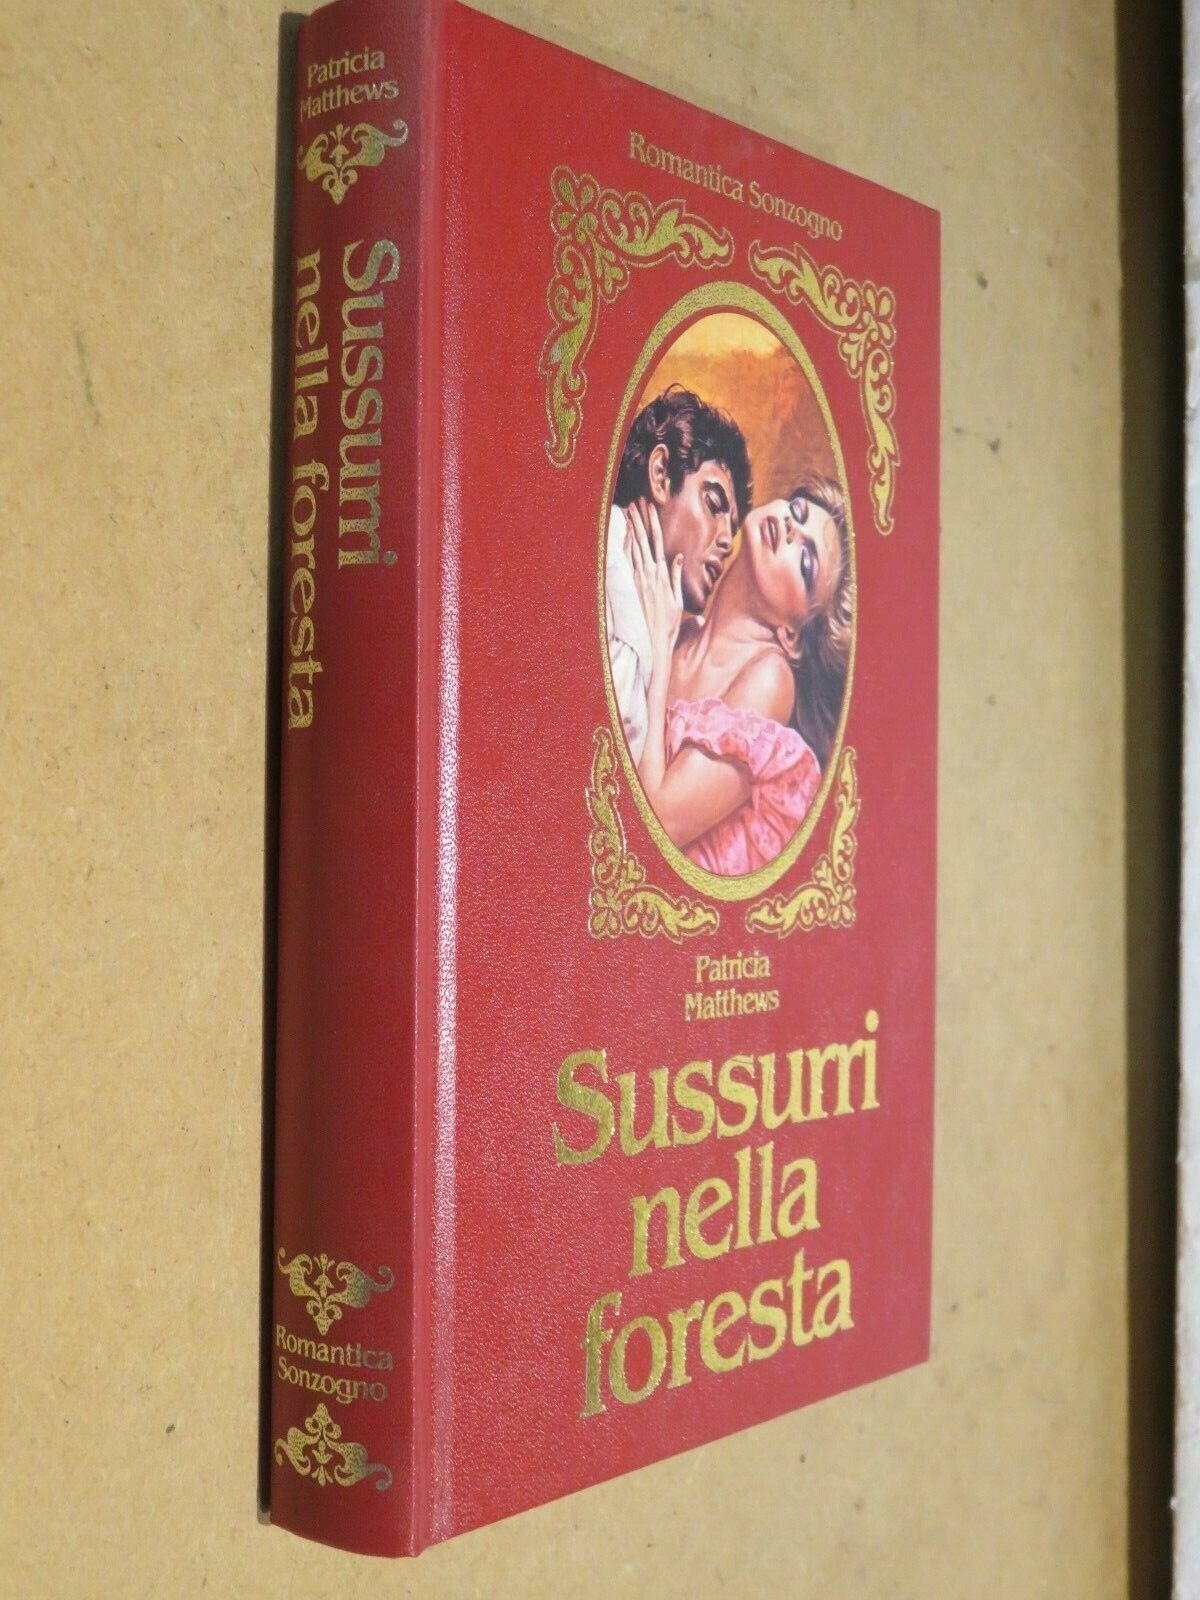 Patricia
Matthews
Sussurri
nella foresta
Romantica
Sonzogno
Romantica Sonzogno
Patricia
Matthews
Sussurri
nella
foresta